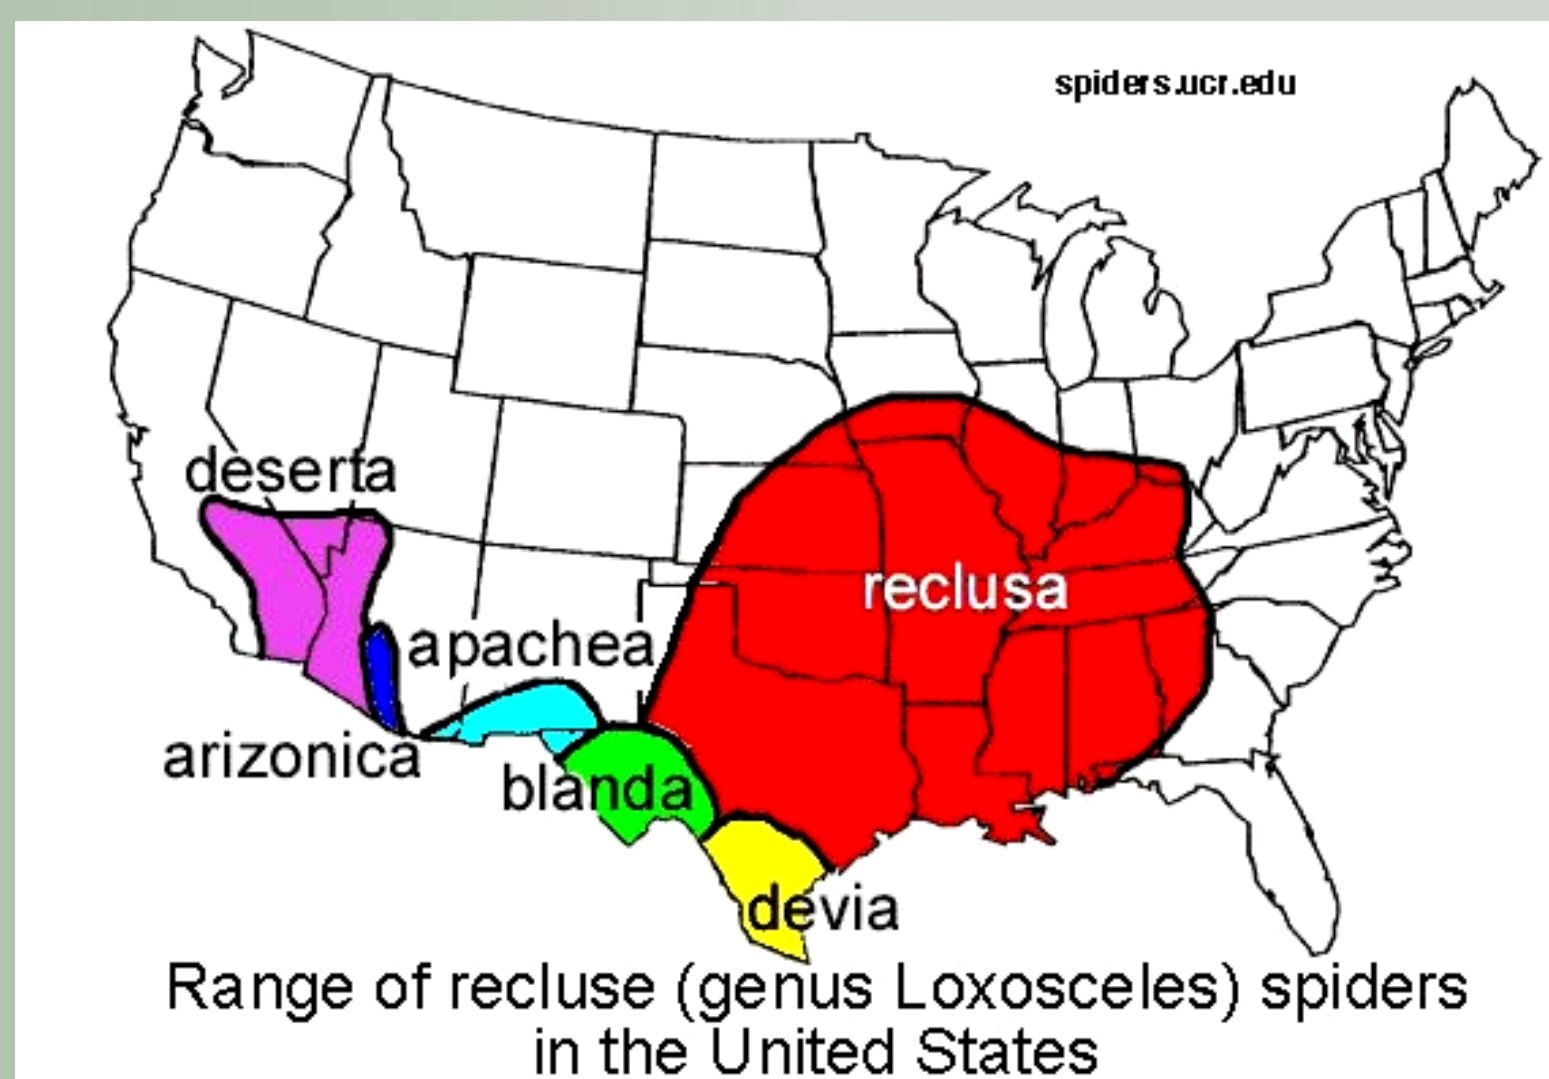 spiders.ucr.edu
deserta
reclusa
apachea
arizonica
blanda
devia
Range of recluse (genus Loxosceles) spiders
in the United States